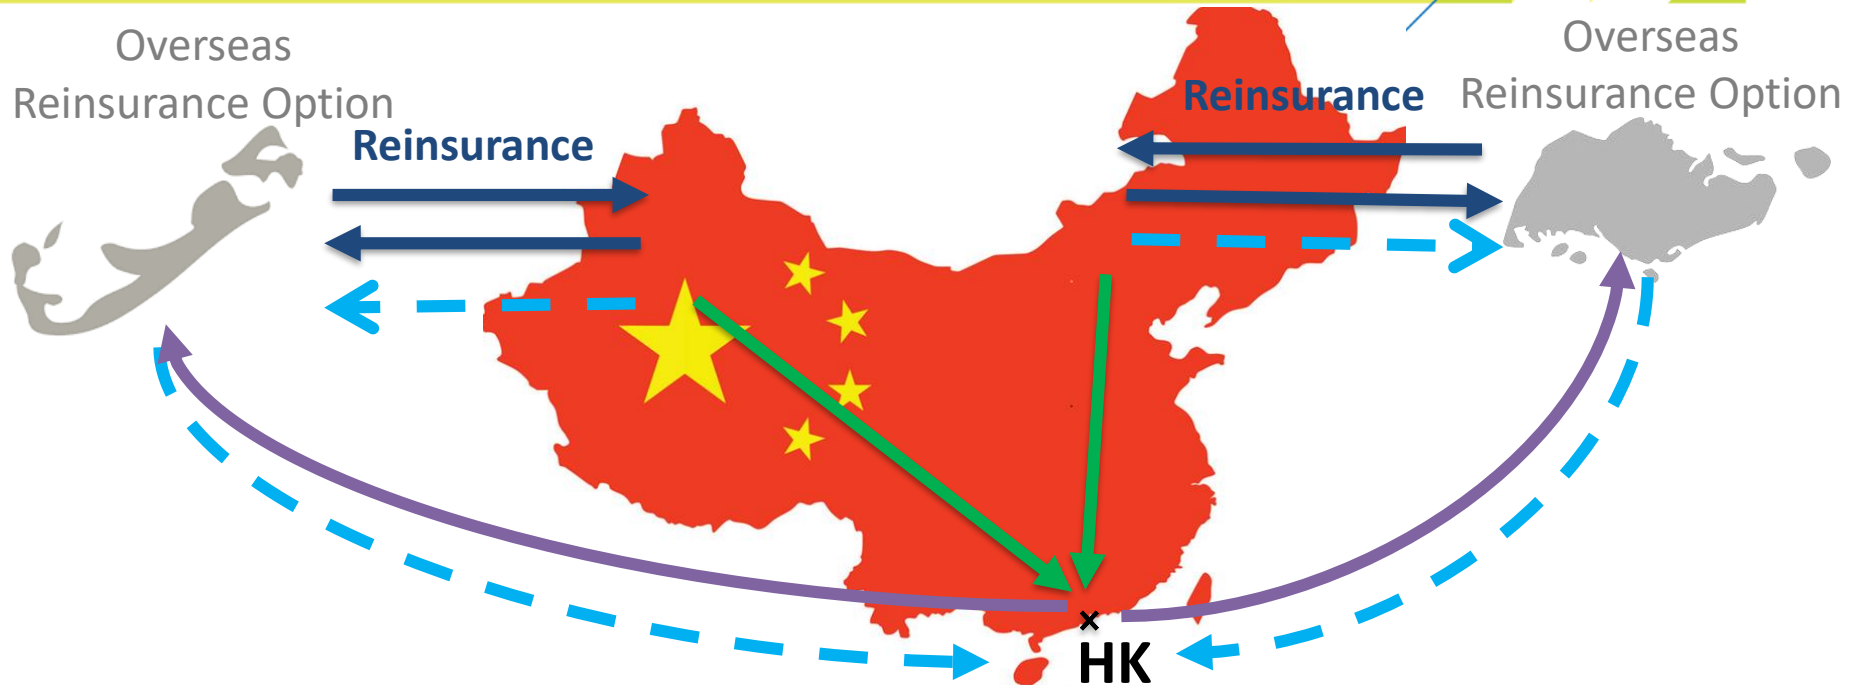 Overseas
Reinsurance Option
Reinsurance
Reinsurance
Overseas
Reinsurance Option
HK